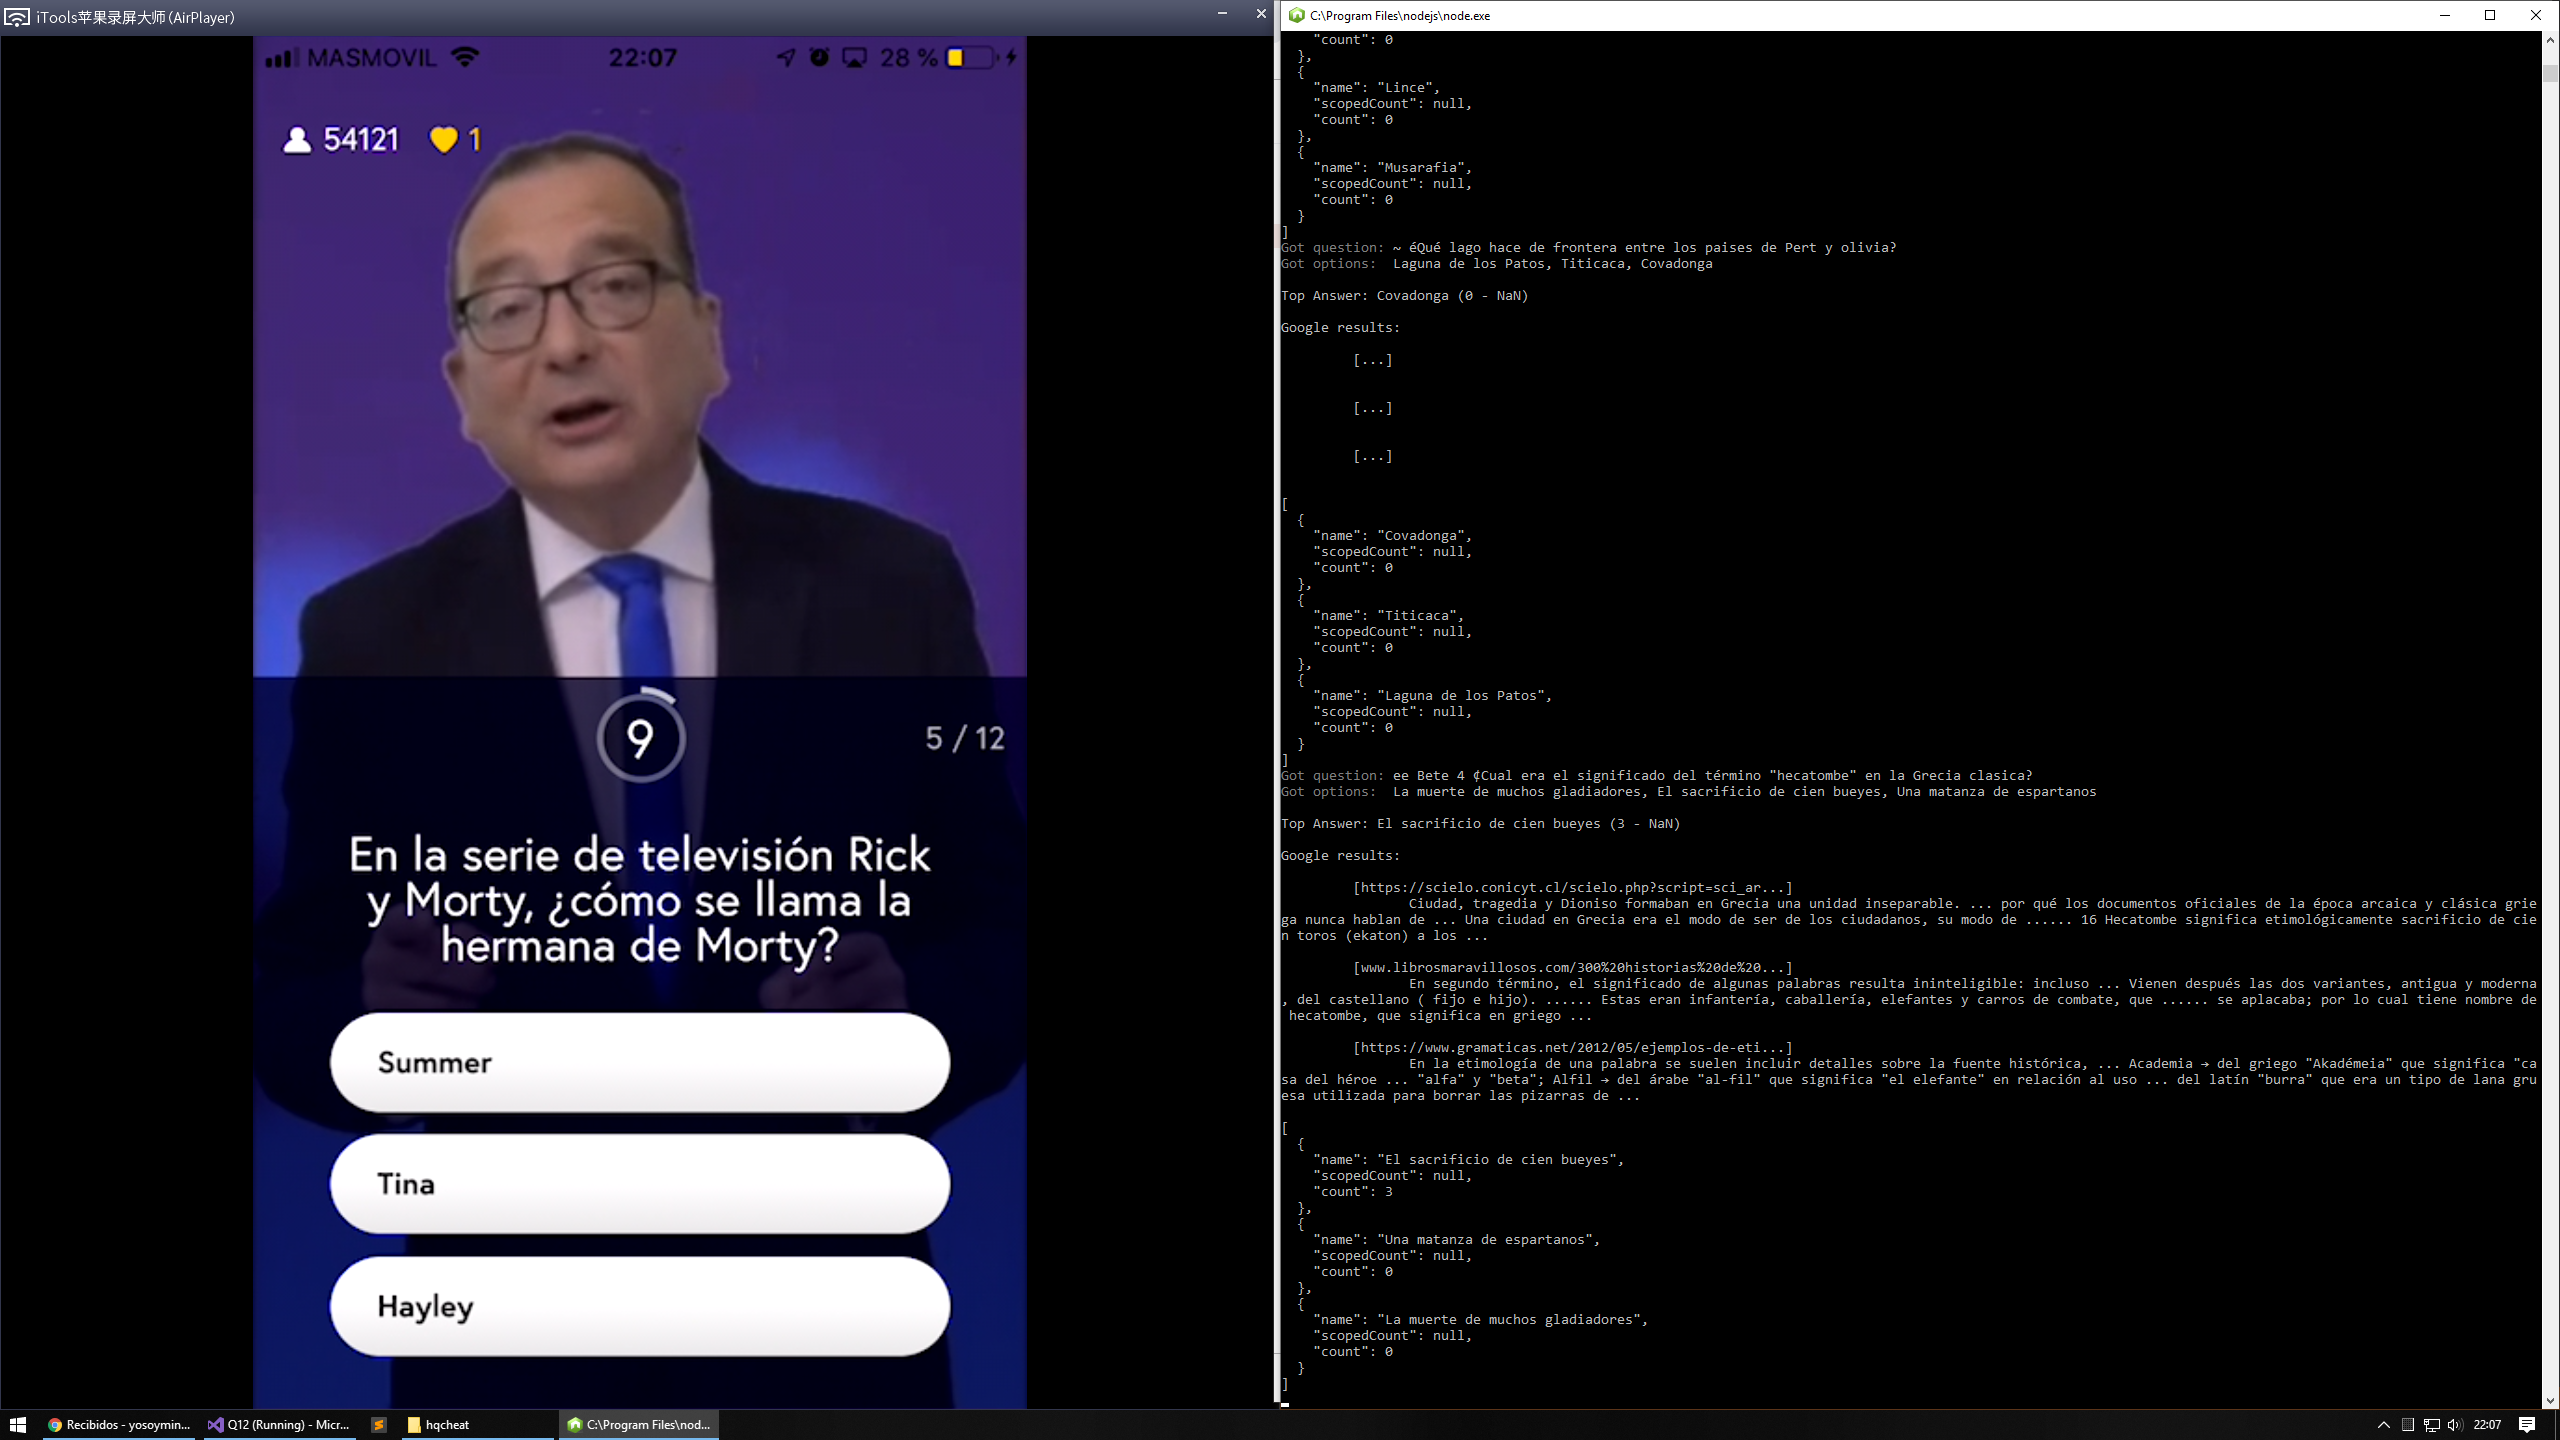 iTools苹果录屏大师(AirPlayer)
MASMOVIL
22:07
28 %
54121
1
9
5 / 12
En la serie de televisión Rick
y Morty, ¿cómo se llama la
hermana de Morty?
Summer
Tina
Hayley
C:\Program Files\nodejs\node.exe
"count": 0
},
{
"name": "Lince",
"scopedCount": null,
"count": 0
},
{
"name": "Musarafia",
"scopedCount": null,
"count": 0
}
]
Got question: ~ éQué lago hace de frontera entre los paises de Pert y olivia?
Got options:  Laguna de los Patos, Titicaca, Covadonga
Top Answer: Covadonga (0 - NaN)
Google results:
[...]
[...]
[...]
[
{
"name": "Covadonga",
"scopedCount": null,
"count": 0
},
{
"name": "Titicaca",
"scopedCount": null,
"count": 0
},
{
"name": "Laguna de los Patos",
"scopedCount": null,
"count": 0
}
]
Got question: ee Bete 4 ¢Cual era el significado del término "hecatombe" en la Grecia clasica?
Got options:  La muerte de muchos gladiadores, El sacrificio de cien bueyes, Una matanza de espartanos
Top Answer: El sacrificio de cien bueyes (3 - NaN)
Google results:
[https://scielo.conicyt.cl/scielo.php?script=sci_ar...]
Ciudad, tragedia y Dioniso formaban en Grecia una unidad inseparable. ... por qué los documentos oficiales de la época arcaica y clásica grie
ga nunca hablan de ... Una ciudad en Grecia era el modo de ser de los ciudadanos, su modo de ...... 16 Hecatombe significa etimológicamente sacrificio de cie
n toros (ekaton) a los ...
[www.librosmaravillosos.com/300%20historias%20de%20...]
En segundo término, el significado de algunas palabras resulta ininteligible: incluso ... Vienen después las dos variantes, antigua y moderna
, del castellano ( fijo e hijo). ...... Estas eran infantería, caballería, elefantes y carros de combate, que ...... se aplacaba; por lo cual tiene nombre de
hecatombe, que significa en griego ...
[https://www.gramaticas.net/2012/05/ejemplos-de-eti...]
En la etimología de una palabra se suelen incluir detalles sobre la fuente histórica, ... Academia → del griego "Akadémeia" que significa "ca
sa del héroe ... "alfa" y "beta"; Alfil → del árabe "al-fil" que significa "el elefante" en relación al uso ... del latín "burra" que era un tipo de lana gru
esa utilizada para borrar las pizarras de ...
[
{
"name": "El sacrificio de cien bueyes",
"scopedCount": null,
"count": 3
},
{
"name": "Una matanza de espartanos",
"scopedCount": null,
"count": 0
},
{
"name": "La muerte de muchos gladiadores",
"scopedCount": null,
"count": 0
}
]
Recibidos - yosoymin...
Q12 (Running) - Micr...
hqcheat
C:\Program Files\nod...
22:07